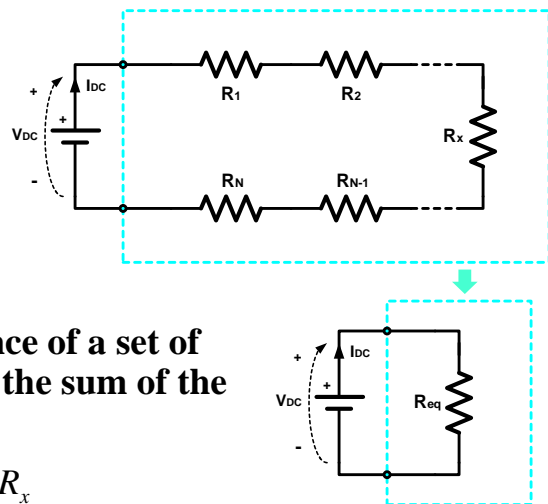 + IDC R1 R2
VDC + Rx
- RN RN-1
nce of a set of
the sum of the
+ IDC
VDC + Req
-
Rx